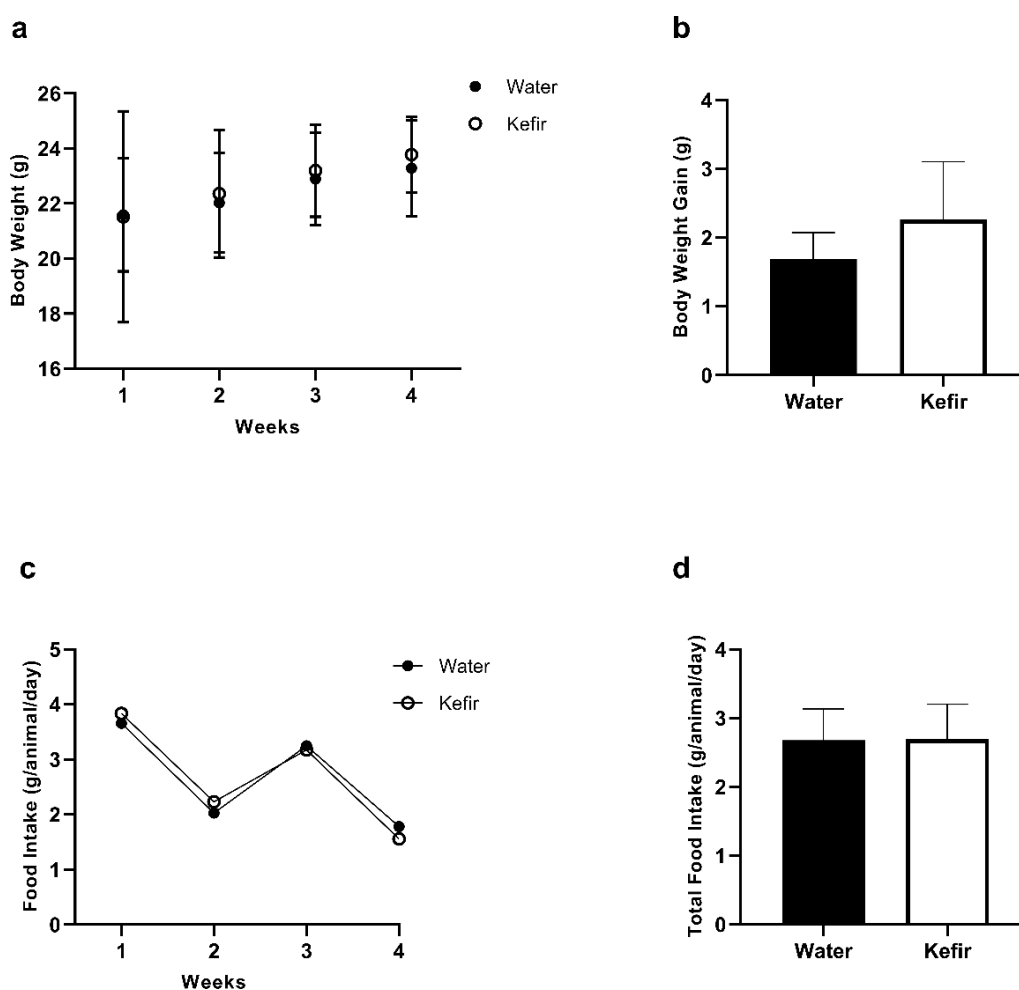 a
Body Weight (g)
26
24
22
20
18
16
1 2 3 4
Weeks
Water
Kefir
b
Body Weight Gain (g)
4
3
2
1
0
Water Kefir
c
Food Intake (g/animal/day)
5
4
3
2
1
0
1 2 3 4
Weeks
Water
Kefir
d
Total Food Intake (g/animal/day)
4
3
2
1
0
Water Kefir